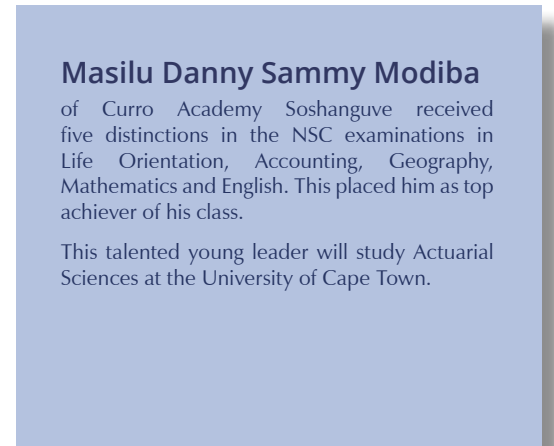 Masilu Danny Sammy Modiba
of Curro Academy Soshanguve received
five distinctions in the NSC examinations in
Life Orientation, Accounting, Geography,
Mathematics and English. This placed him as top
achiever of his class.
This talented young leader will study Actuarial
Sciences at the University of Cape Town.